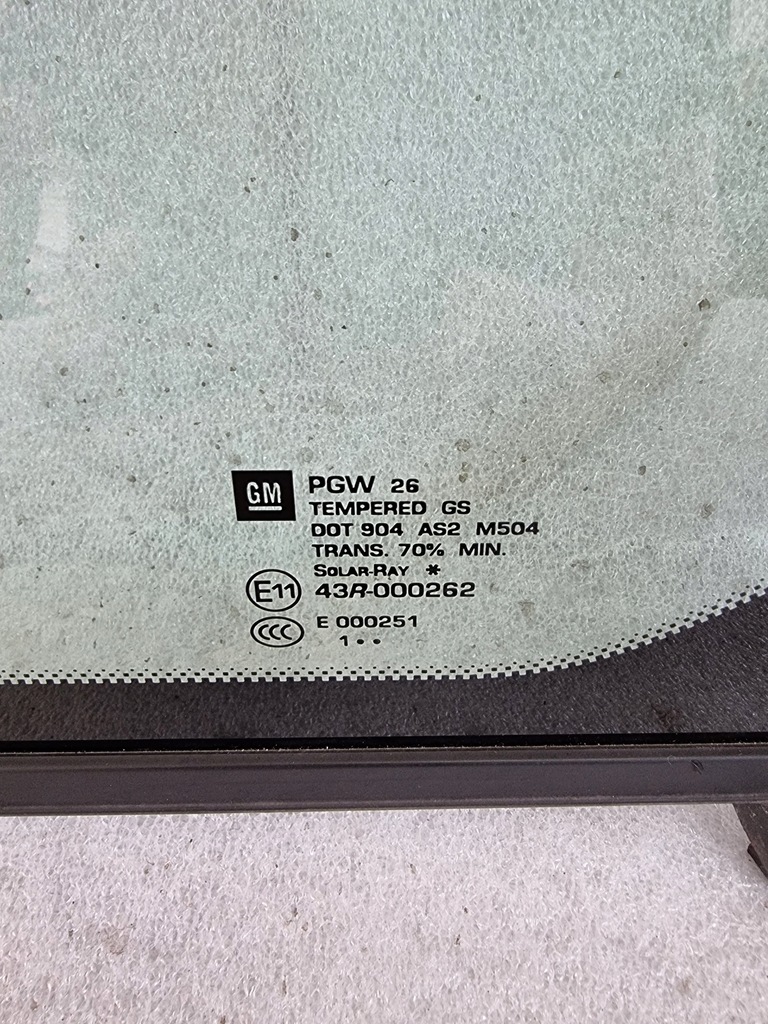 GM PGW 26
TEMPERED GS
DOT 904 AS2 M504
TRANS. 70% MIN.
SOLAR-RAY *
E11 43R-000262
CCC E 000251
1 • •